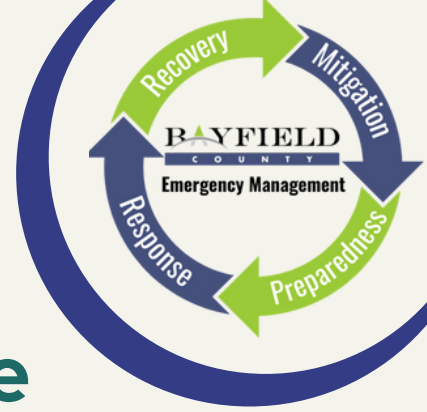 Recovery
Mitigation
BAYFIELD
COUNTY
Emergency Management
Response
Preparedness
e